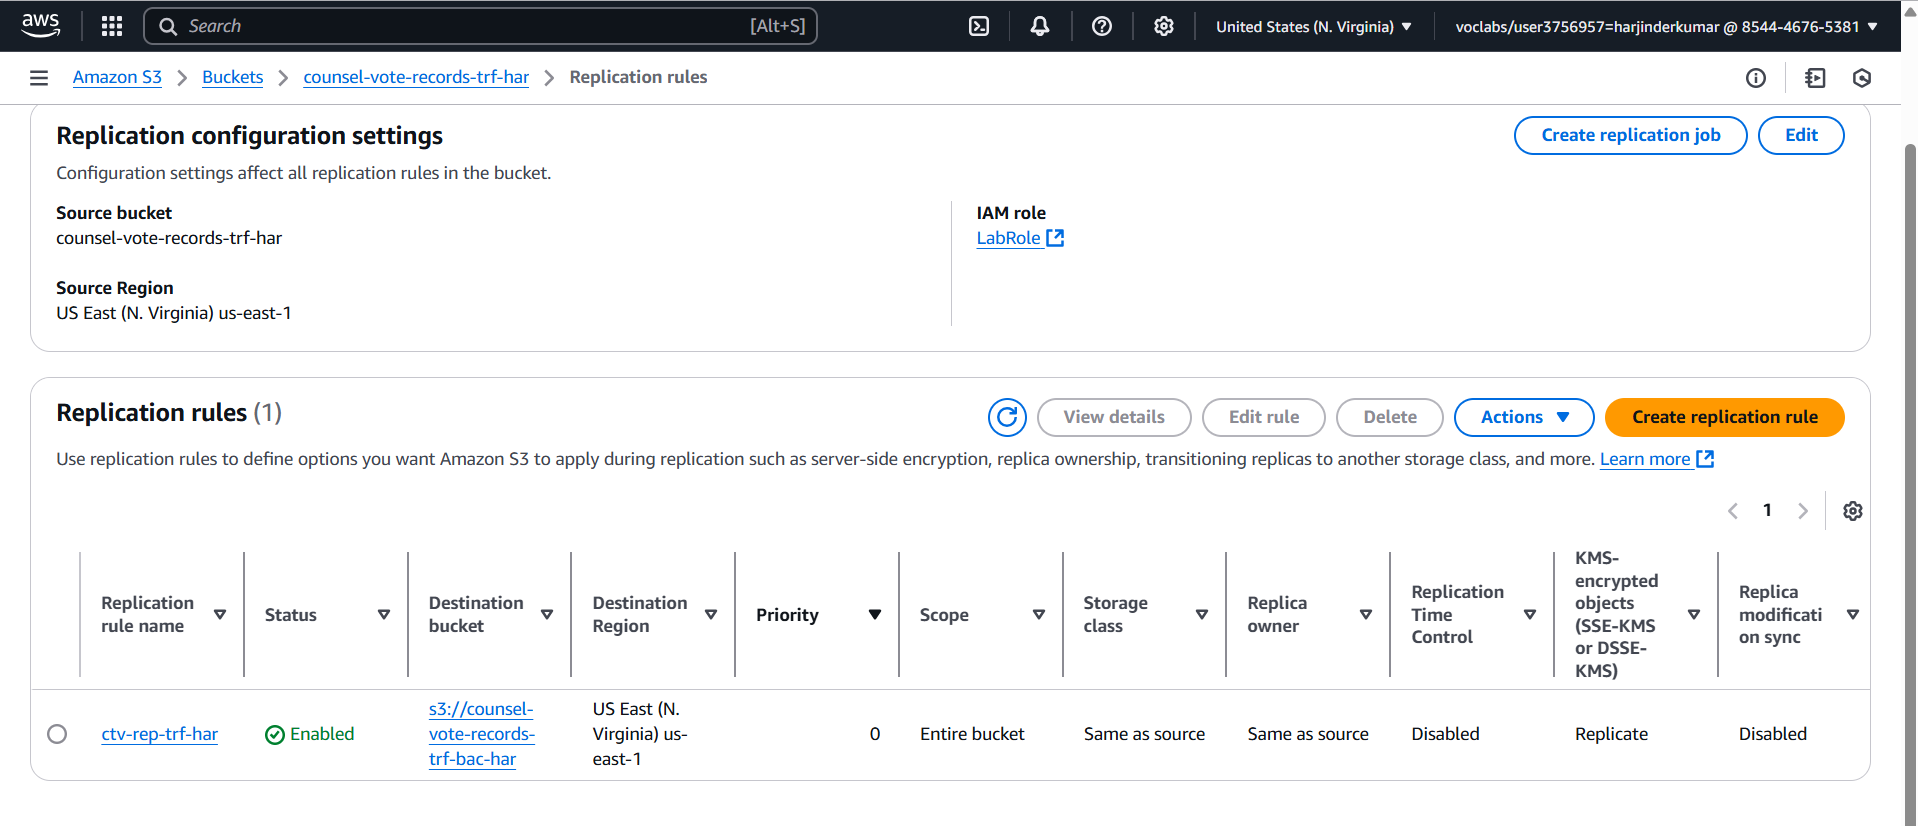 aws
Search [Alt+S]
United States (N. Virginia) ▼
voclabs/user3756957=harjinderkumar @ 8544-4676-5381 ▼
Amazon S3 > Buckets > counsel-vote-records-trf-har > Replication rules
Replication configuration settings
Create replication job
Edit
Configuration settings affect all replication rules in the bucket.
Source bucket
counsel-vote-records-trf-har
Source Region
US East (N. Virginia) us-east-1
IAM role
LabRole
Replication rules (1)
View details
Edit rule
Delete
Actions ▼
Create replication rule
Use replication rules to define options you want Amazon S3 to apply during replication such as server-side encryption, replica ownership, transitioning replicas to another storage class, and more. Learn more
< 1 >
Replication
rule name
Status
Destination
bucket
Destination
Region
Priority
Scope
Storage
class
Replica
owner
Replication
Time
Control
KMS-
encrypted
objects
(SSE-KMS
or DSSE-
KMS)
Replica
modificati
on sync
ctv-rep-trf-har
Enabled
s3://counsel-
vote-records-
trf-bac-har
US East (N.
Virginia) us-
east-1
0
Entire bucket
Same as source
Same as source
Disabled
Replicate
Disabled